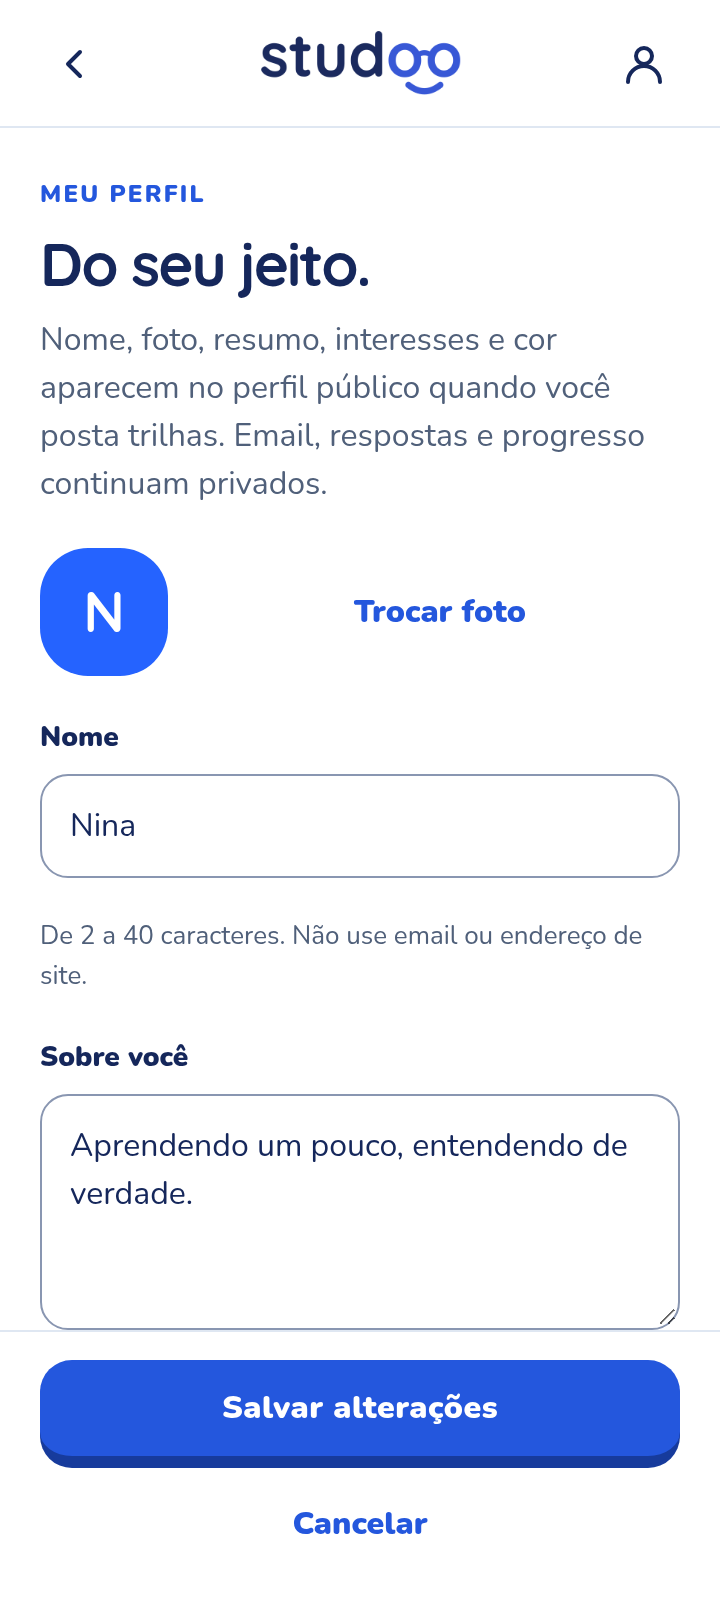 studoo
MEU PERFIL
Do seu jeito.
Nome, foto, resumo, interesses e cor
aparecem no perfil público quando você
posta trilhas. Email, respostas e progresso
continuam privados.
N
Trocar foto
Nome
Nina
De 2 a 40 caracteres. Não use email ou endereço de
site.
Sobre você
Aprendendo um pouco, entendendo de
verdade.
Salvar alterações
Cancelar